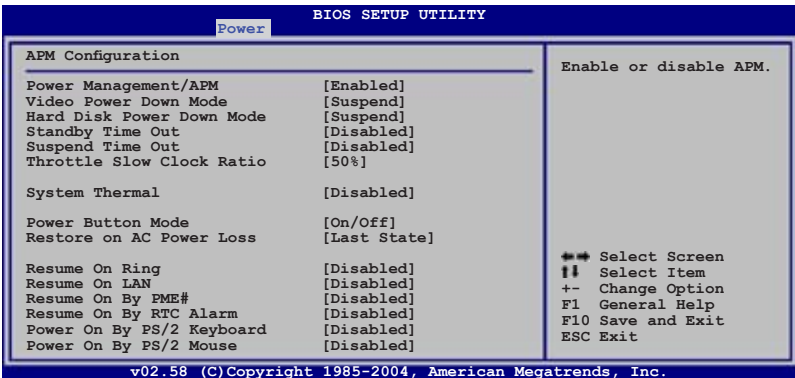 BIOS SETUP UTILITY
Power
APM Configuration
Power Management/APM [Enabled]
Video Power Down Mode [Suspend]
Hard Disk Power Down Mode [Suspend]
Standby Time Out [Disabled]
Suspend Time Out [Disabled]
Throttle Slow Clock Ratio [50%]
System Thermal [Disabled]
Power Button Mode [On/Off]
Restore on AC Power Loss [Last State]
Resume On Ring [Disabled]
Resume On LAN [Disabled]
Resume On By PME# [Disabled]
Resume On By RTC Alarm [Disabled]
Power On By PS/2 Keyboard [Disabled]
Power On By PS/2 Mouse [Disabled]
Enable or disable APM.
←→ Select Screen
↑↓ Select Item
+- Change Option
F1 General Help
F10 Save and Exit
ESC Exit
v02.58 (C)Copyright 1985-2004, American Megatrends, Inc.